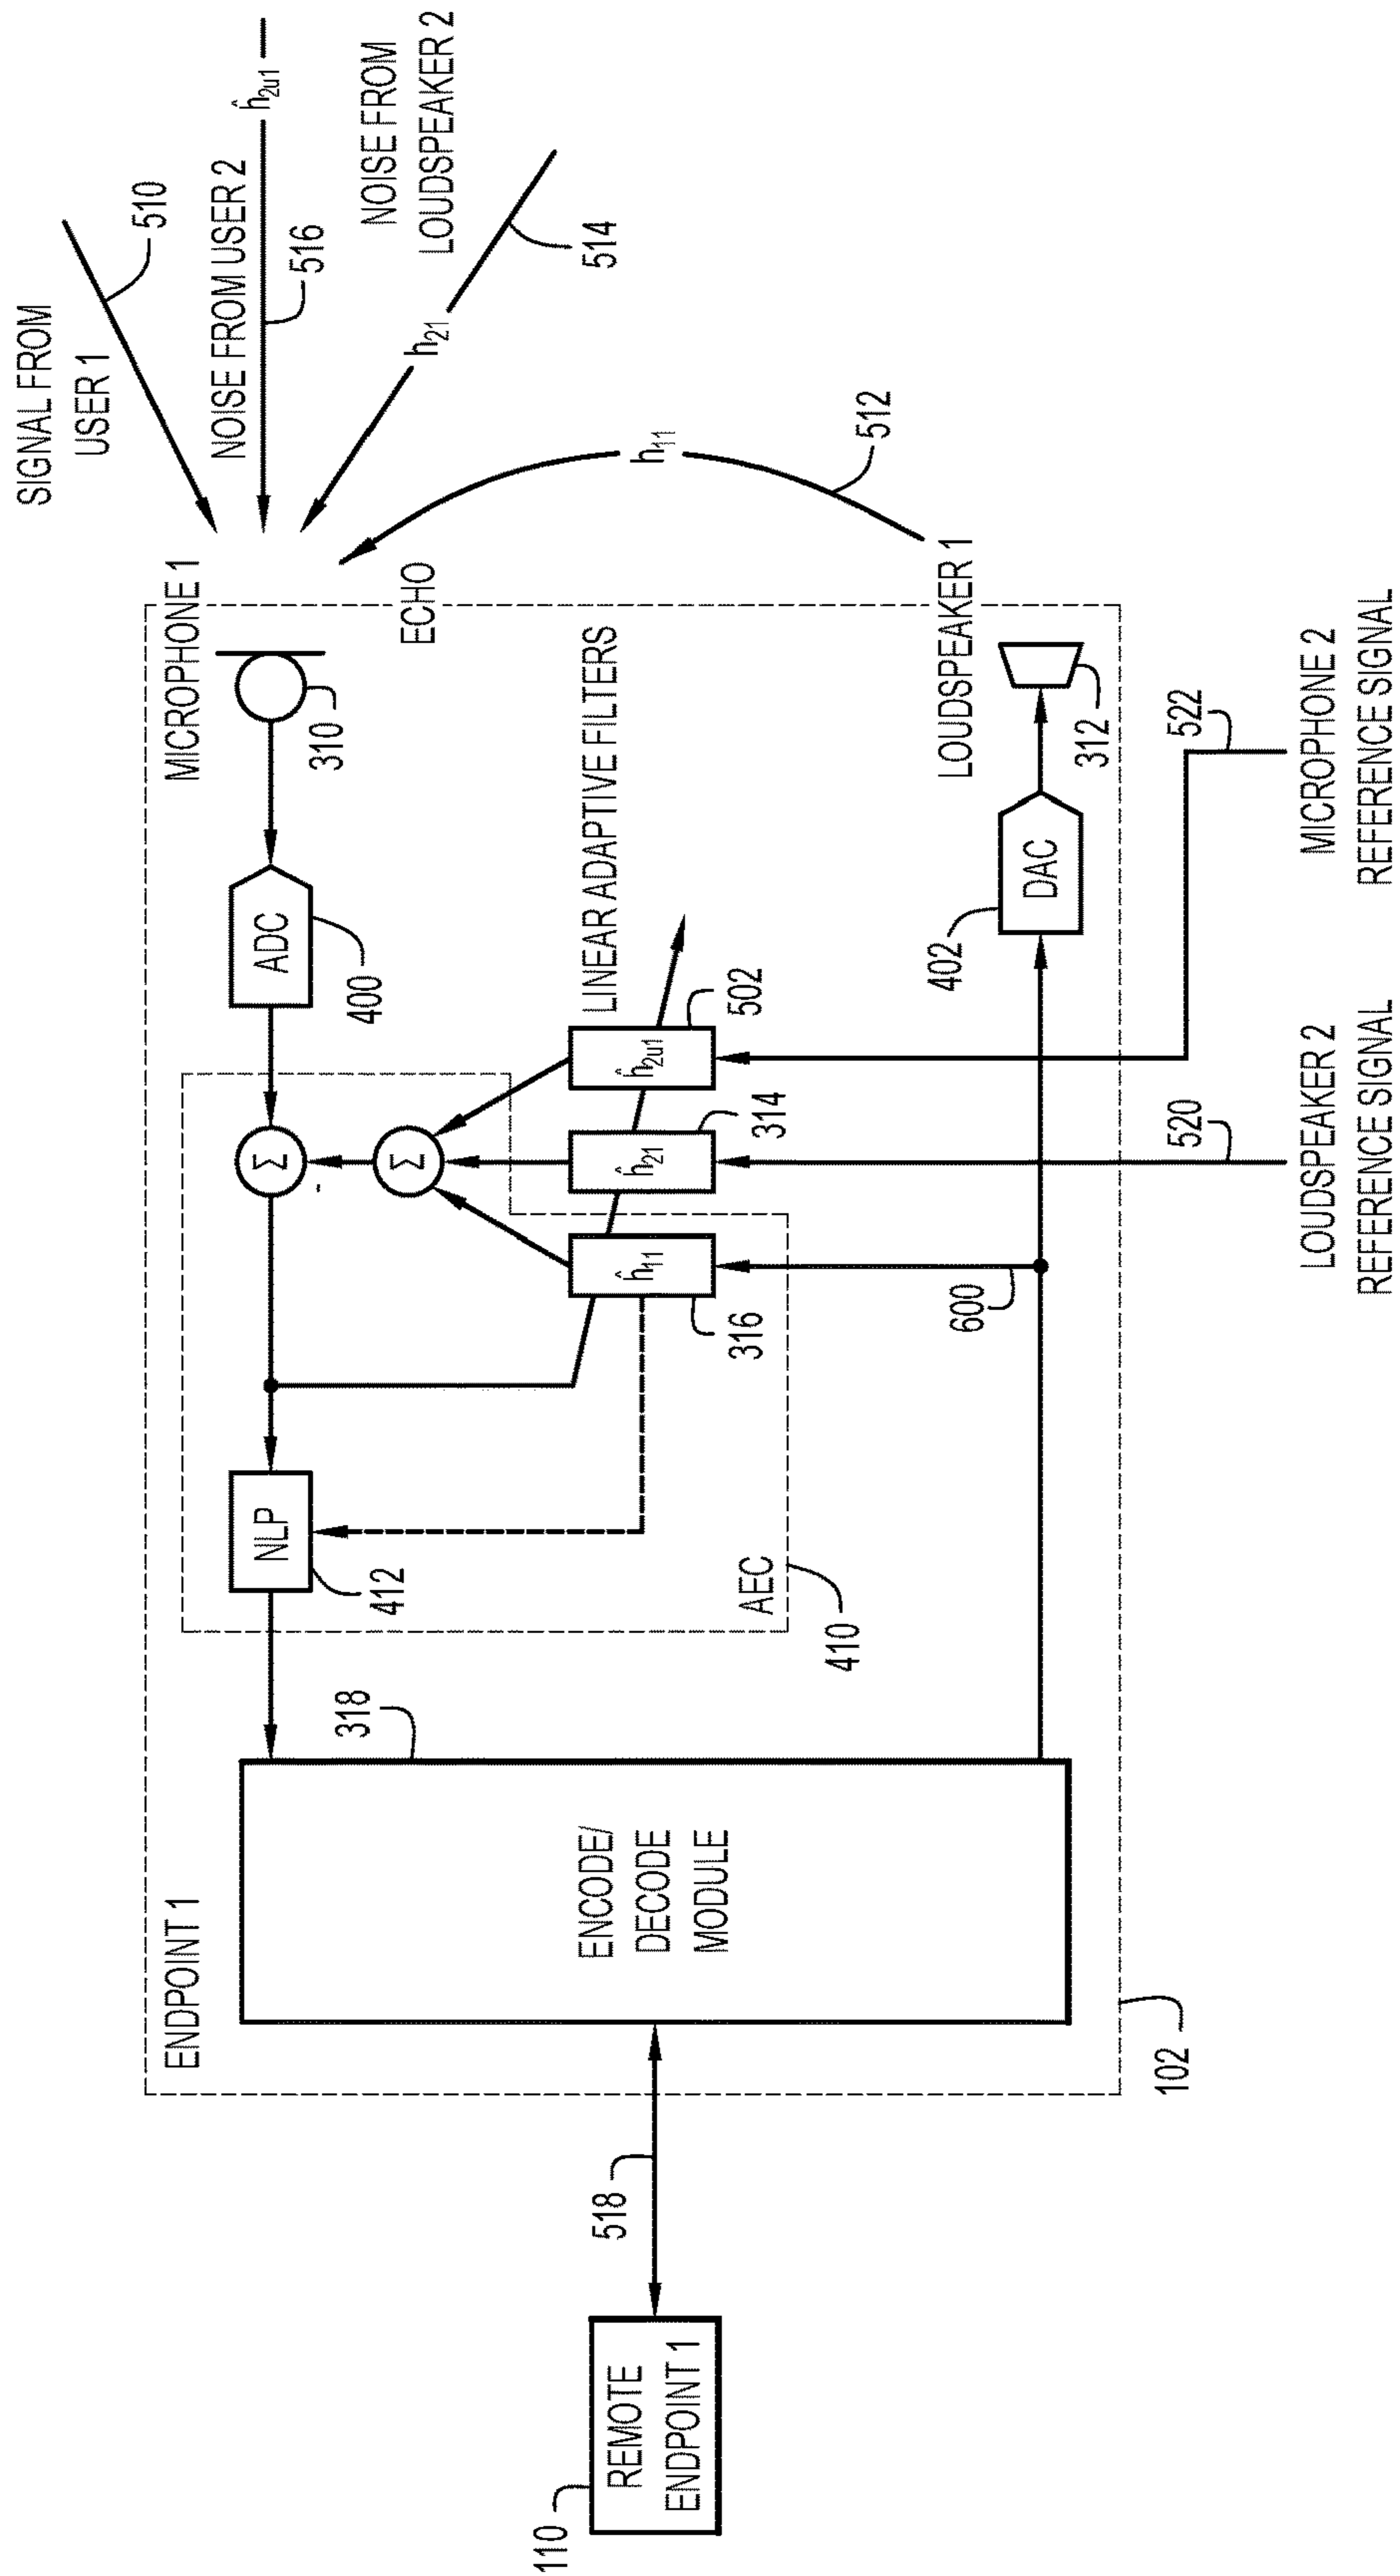 SIGNAL FROM
USER 1
510
NOISE FROM USER 2
516
ĥ2u1
NOISE FROM
LOUDSPEAKER 2
514
h21
h11
512
ENDPOINT 1
MICROPHONE 1
310
ECHO
ADC
400
Σ
Σ
NLP
412
LINEAR ADAPTIVE FILTERS
ĥ2u1
502
ĥ21
314
ĥ11
316
AEC
410
318
ENCODE/
DECODE
MODULE
LOUDSPEAKER 1
312
DAC
402
600
102
518
REMOTE
ENDPOINT 1
110
520
LOUDSPEAKER 2
REFERENCE SIGNAL
522
MICROPHONE 2
REFERENCE SIGNAL